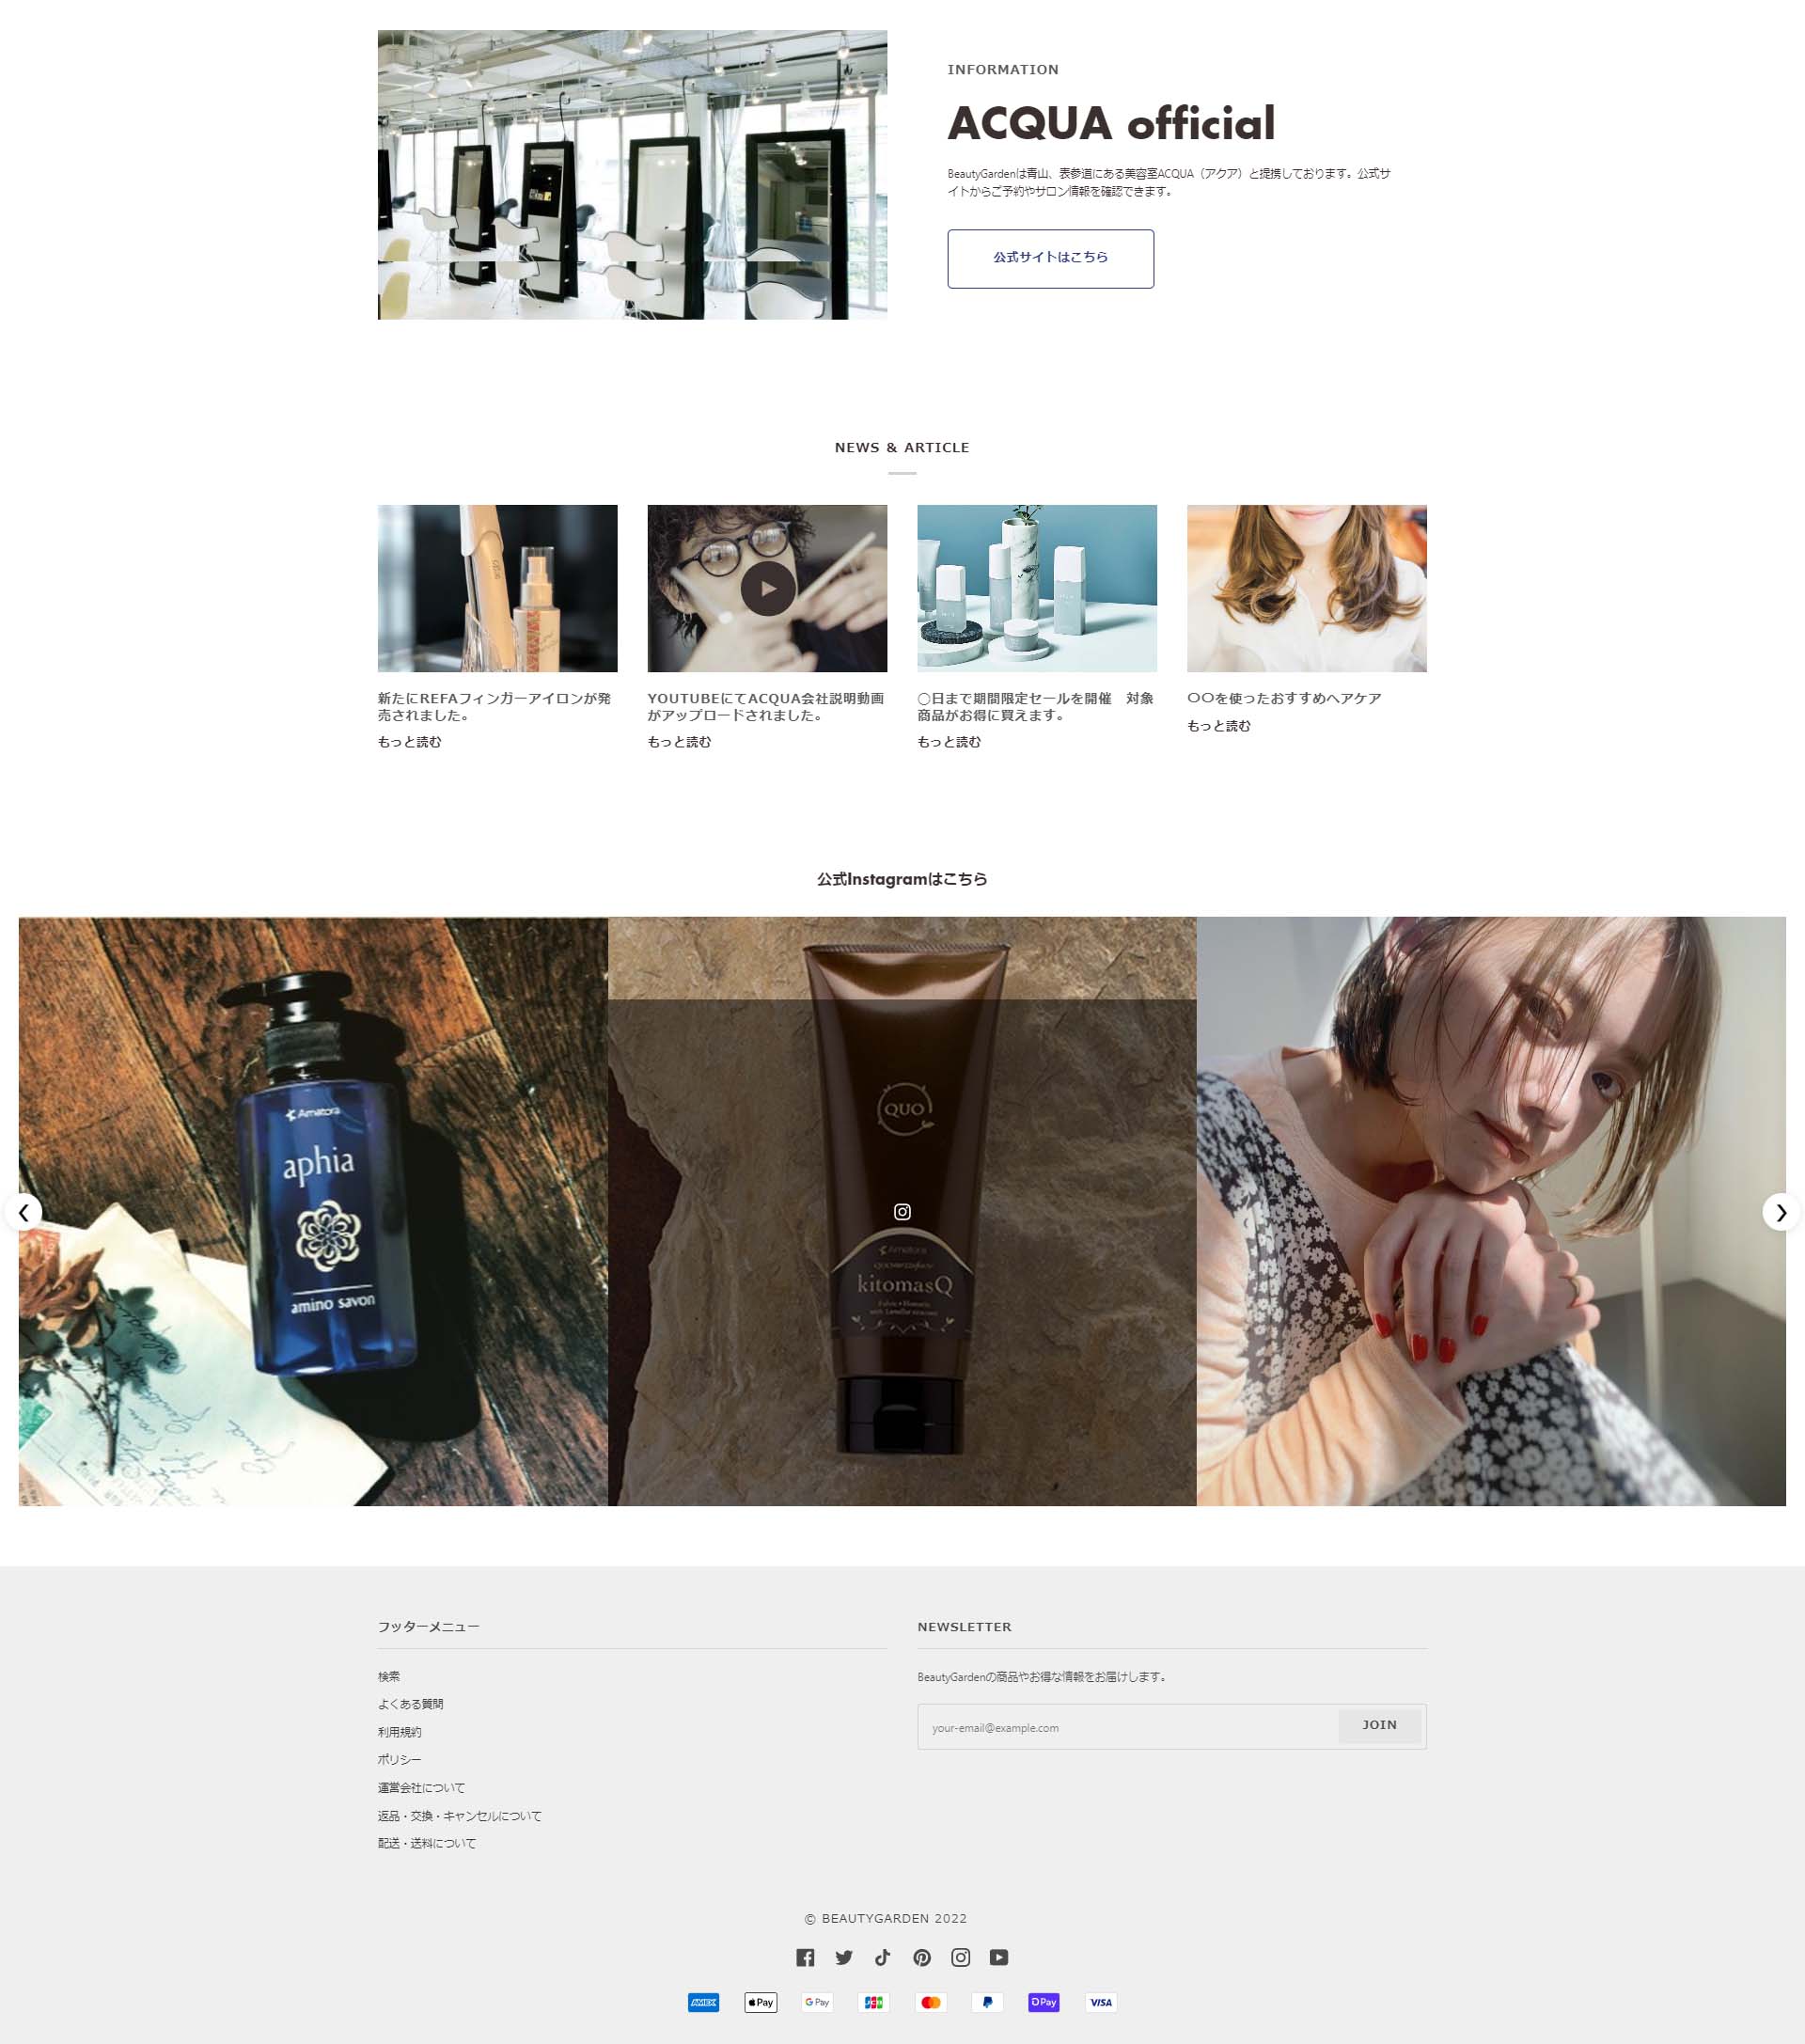 INFORMATION
ACQUA official
BeautyGardenは青山、表参道にある美容室ACQUA（アクア）と提携しております。公式サ
イトからご予約やサロン情報を確認できます。
公式サイトはこちら
NEWS & ARTICLE
新たにREFAフィンガーアイロンが発
売されました。
もっと読む
YOUTUBEにてACQUA会社説明動画
がアップロードされました。
もっと読む
◯日まで期間限定セールを開催　対象
商品がお得に買えます。
もっと読む
〇〇を使ったおすすめヘアケア
もっと読む
公式Instagramはこちら
Amatora
aphia
amino savon
QUO
Amatora
kitomasQ
フッターメニュー
検索
よくある質問
利用規約
ポリシー
運営会社について
返品・交換・キャンセルについて
配送・送料について
NEWSLETTER
BeautyGardenの商品やお得な情報をお届けします。
your-email@example.com
JOIN
© BEAUTYGARDEN 2022
AMEX
Pay
G Pay
JCB
Pay
VISA